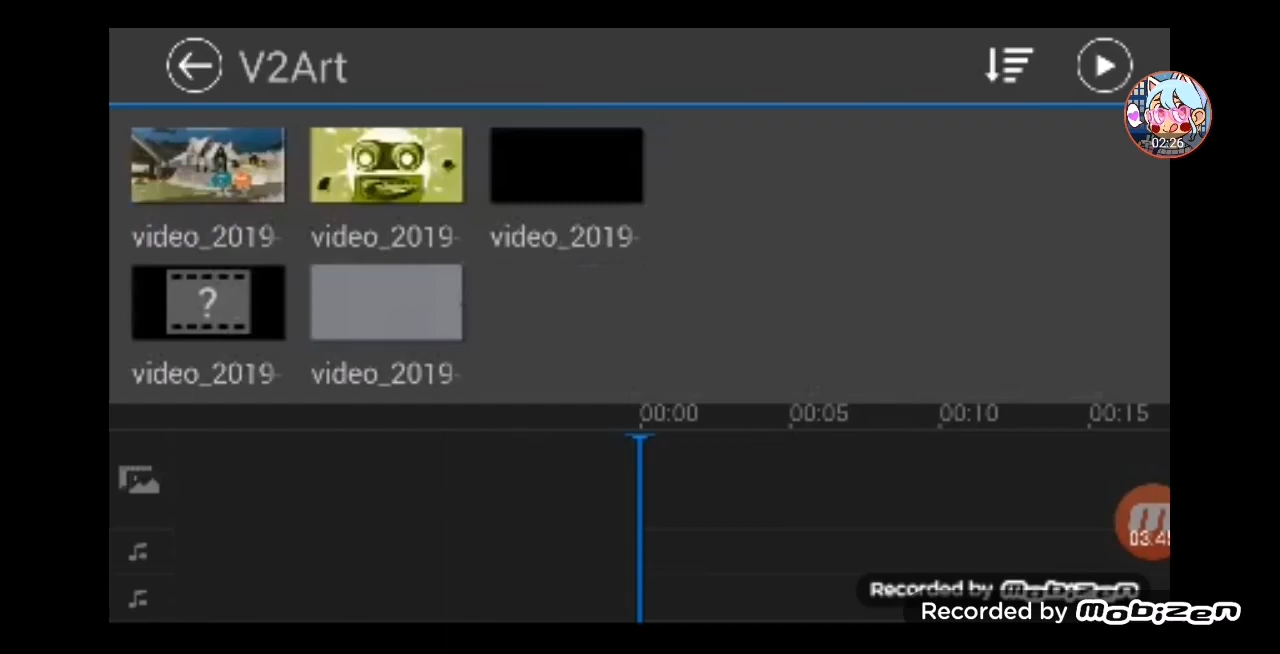 V2Art
02:26
video_2019-
video_2019-
video_2019-
?
video_2019-
video_2019-
00:00
00:05
00:10
00:15
03:45
Recorded by mobizen
Recorded by mobizen